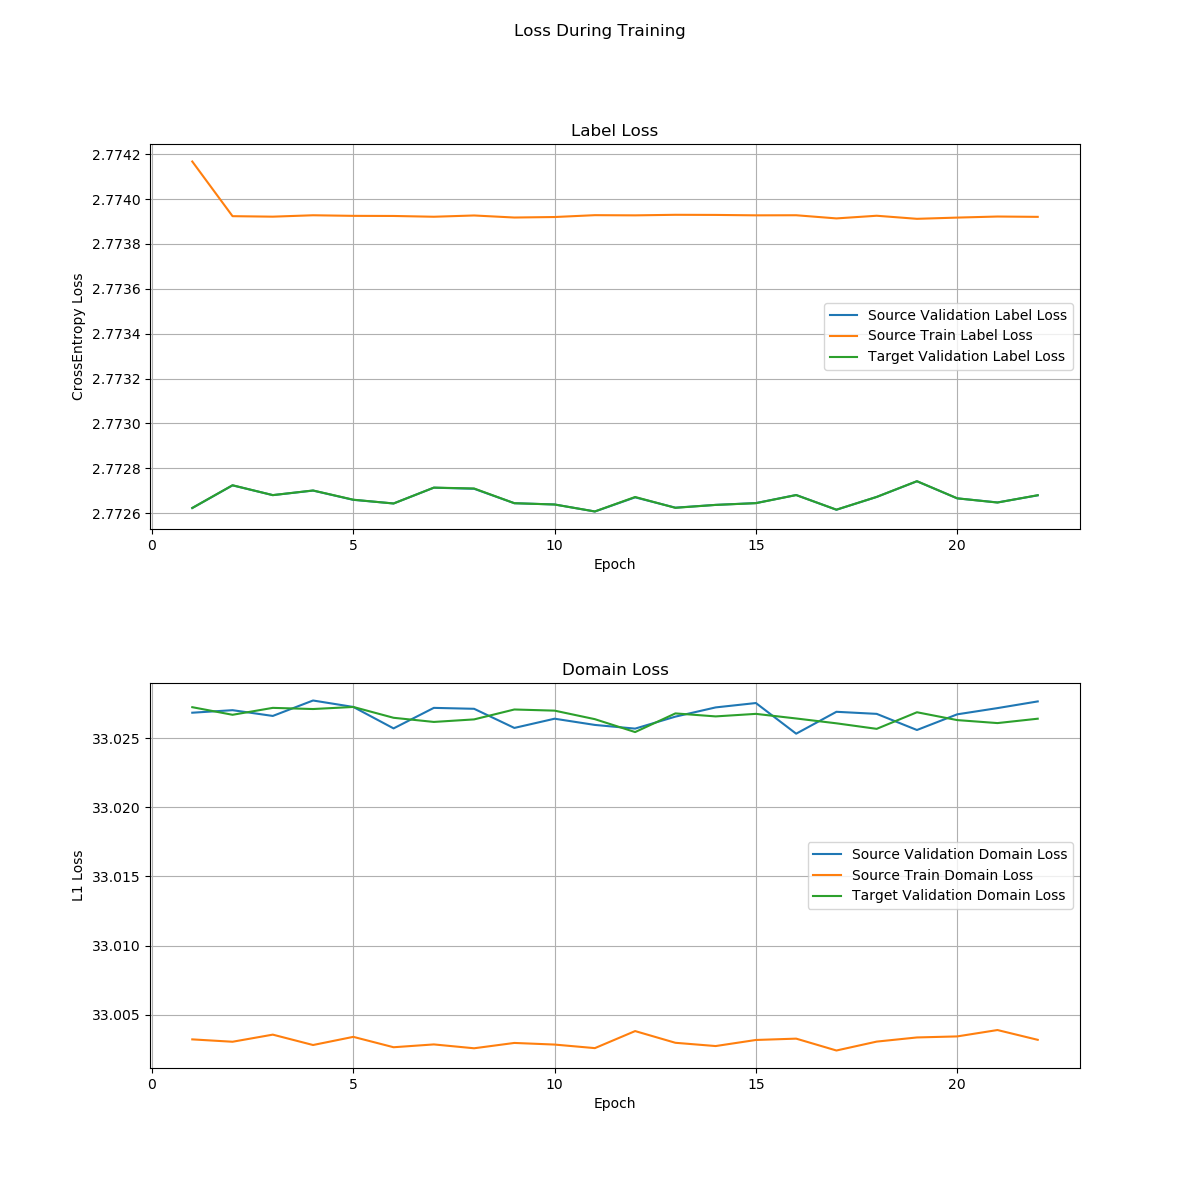 Loss During Training
Label Loss
2.7742
2.7740
2.7738
2.7736
2.7734
2.7732
2.7730
2.7728
2.7726
CrossEntropy Loss
Source Validation Label Loss
Source Train Label Loss
Target Validation Label Loss
0 5 10 15 20
Epoch
Domain Loss
33.025
33.020
33.015
33.010
33.005
L1 Loss
Source Validation Domain Loss
Source Train Domain Loss
Target Validation Domain Loss
0 5 10 15 20
Epoch